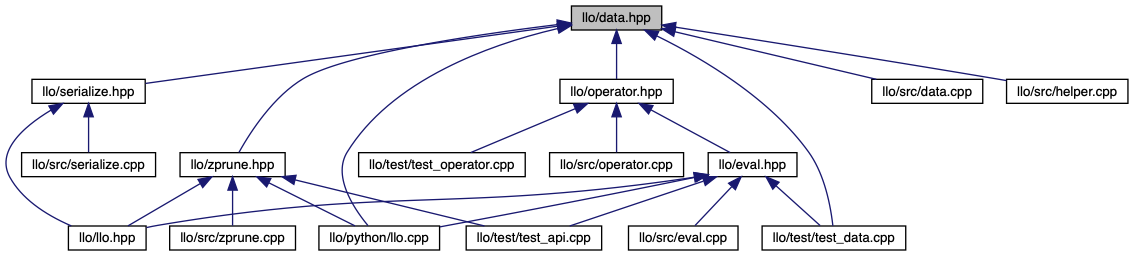 llo/data.hpp
llo/serialize.hpp
llo/operator.hpp
llo/src/data.cpp
llo/src/helper.cpp
llo/src/serialize.cpp
llo/zprune.hpp
llo/test/test_operator.cpp
llo/src/operator.cpp
llo/eval.hpp
llo/llo.hpp
llo/src/zprune.cpp
llo/python/llo.cpp
llo/test/test_api.cpp
llo/src/eval.cpp
llo/test/test_data.cpp